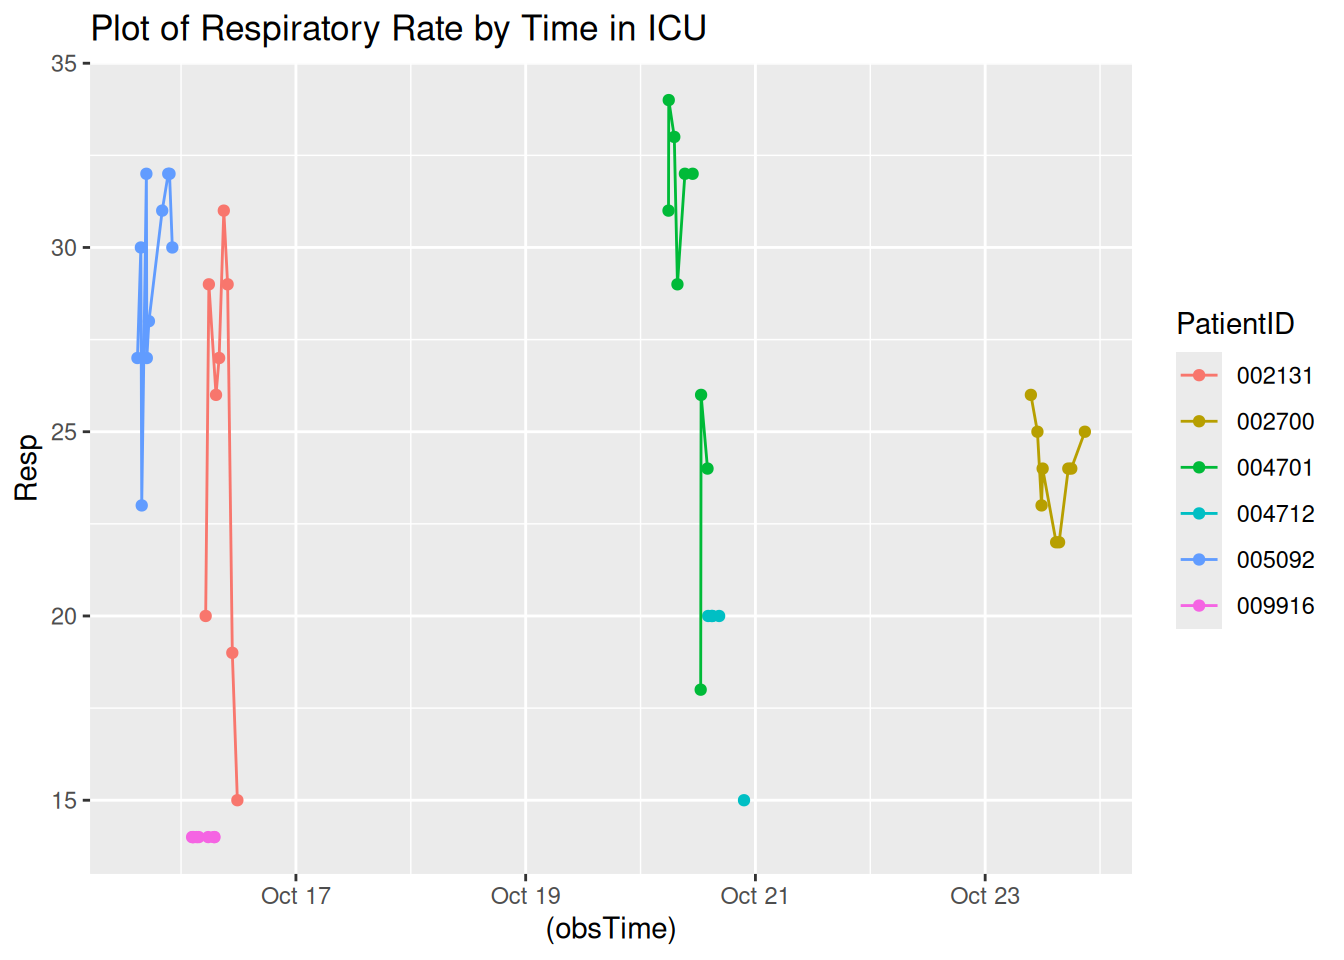 Plot of Respiratory Rate by Time in ICU
35
30
25
20
15
Resp
Oct 17
Oct 19
Oct 21
Oct 23
(obsTime)
PatientID
002131
002700
004701
004712
005092
009916